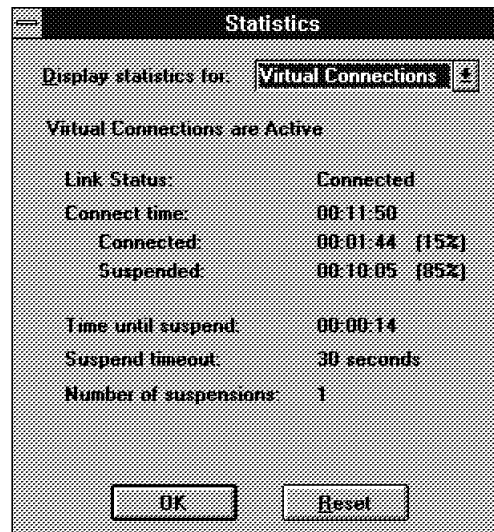 Statistics
Display statistics for: Virtual Connections
Virtual Connections are Active
Link Status: Connected
Connect time: 00:11:50
Connected: 00:01:44 (15%)
Suspended: 00:10:05 (85%)
Time until suspend: 00:00:14
Suspend timeout: 30 seconds
Number of suspensions: 1
OK Reset